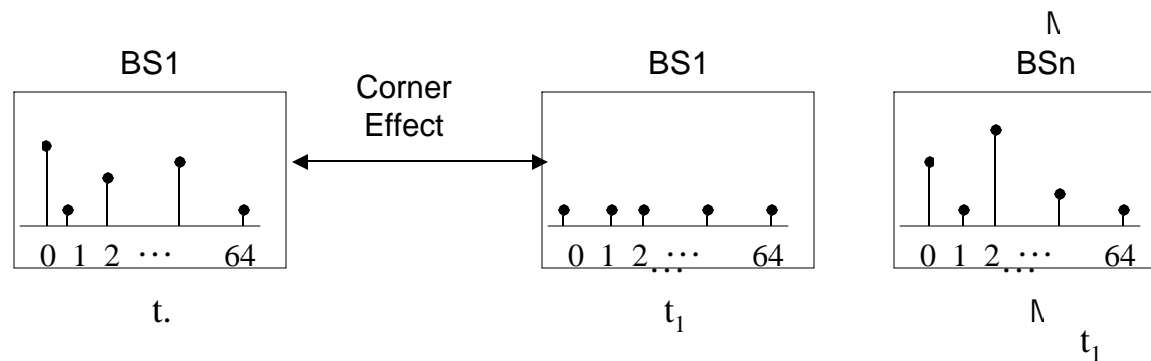 BS1
0 1 2 … 64
t.
Corner
Effect
BS1
0 1 2 … 64
…
t₁
BSn
0 1 2 … 64
…
t₁